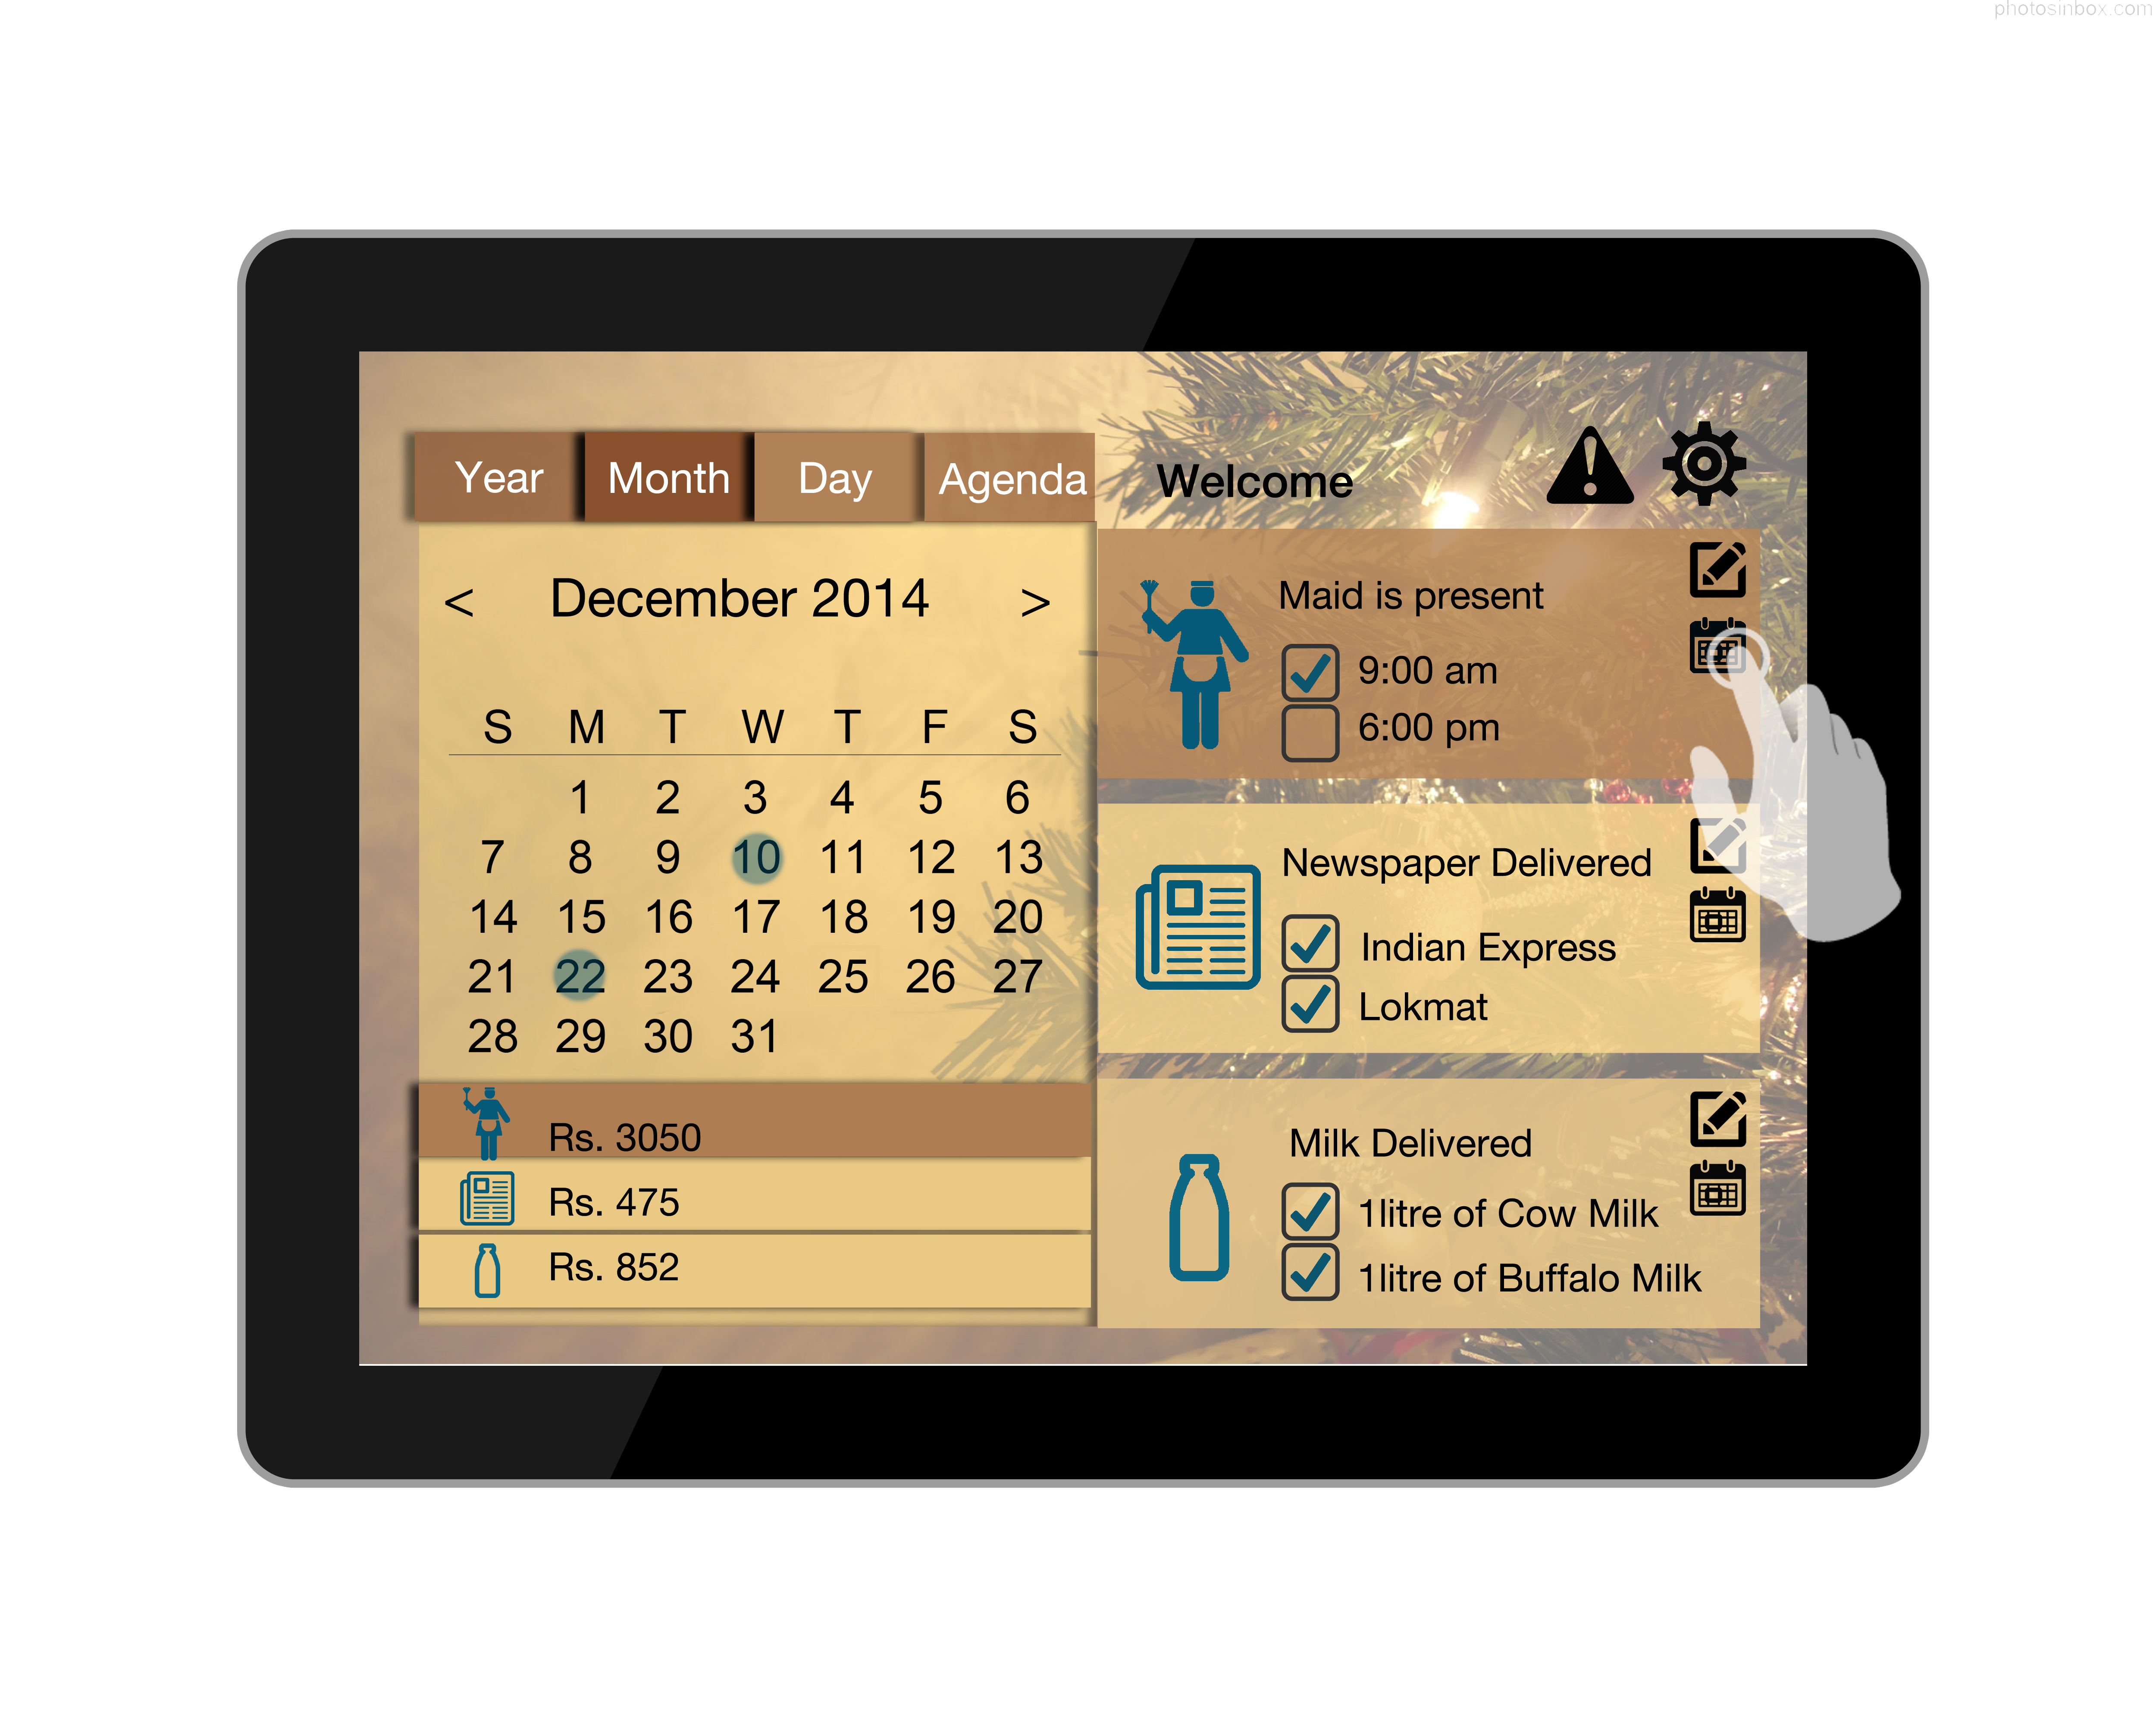 photosinbox.com
Year Month Day Agenda
Welcome
< December 2014 >
S M T W T F S
1 2 3 4 5 6
7 8 9 10 11 12 13
14 15 16 17 18 19 20
21 22 23 24 25 26 27
28 29 30 31
Rs. 3050
Rs. 475
Rs. 852
Maid is present
9:00 am
6:00 pm
Newspaper Delivered
Indian Express
Lokmat
Milk Delivered
1litre of Cow Milk
1litre of Buffalo Milk